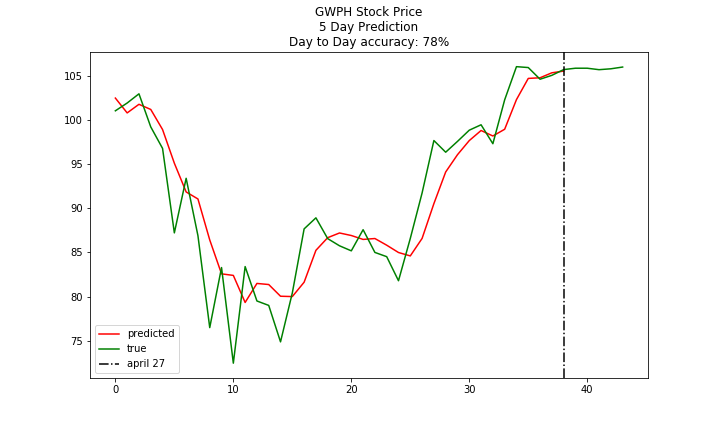 GWPH Stock Price
5 Day Prediction
Day to Day accuracy: 78%
105
100
95
90
85
80
75
predicted
true
april 27
0
10
20
30
40